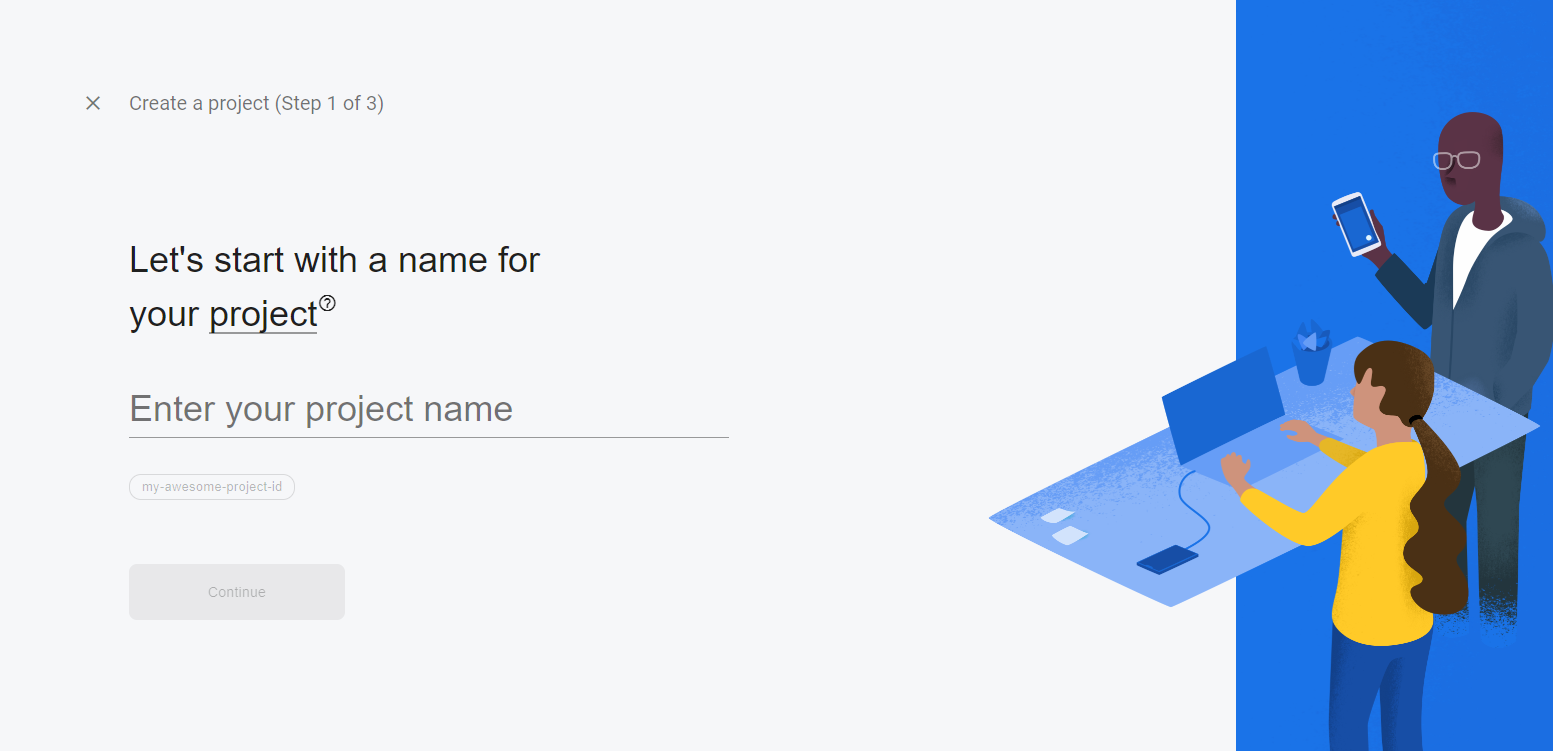 Create a project (Step 1 of 3)
Let's start with a name for
your project?
Enter your project name
my-awesome-project-id
Continue